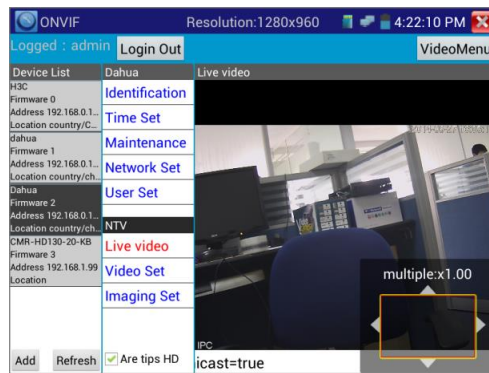 ONVIF
Resolution:1280x960
4:22:10 PM
Logged : admin
Login Out
VideoMenu
Device List
H3C
Firmware 0
Address 192.168.0.1...
Location country/C...
dahua
Firmware 1
Address 192.168.0.1...
Location country/ch...
Dahua
Firmware 2
Address 192.168.0.1...
Location country/ch...
CMR-HD130-20-KB
Firmware 3
Address 192.168.1.99
Location
Add
Refresh
Dahua
Identification
Time Set
Maintenance
Network Set
User Set
NTV
Live video
Video Set
Imaging Set
Are tips HD
Live video
multiple:x1.00
IPC
icast=true